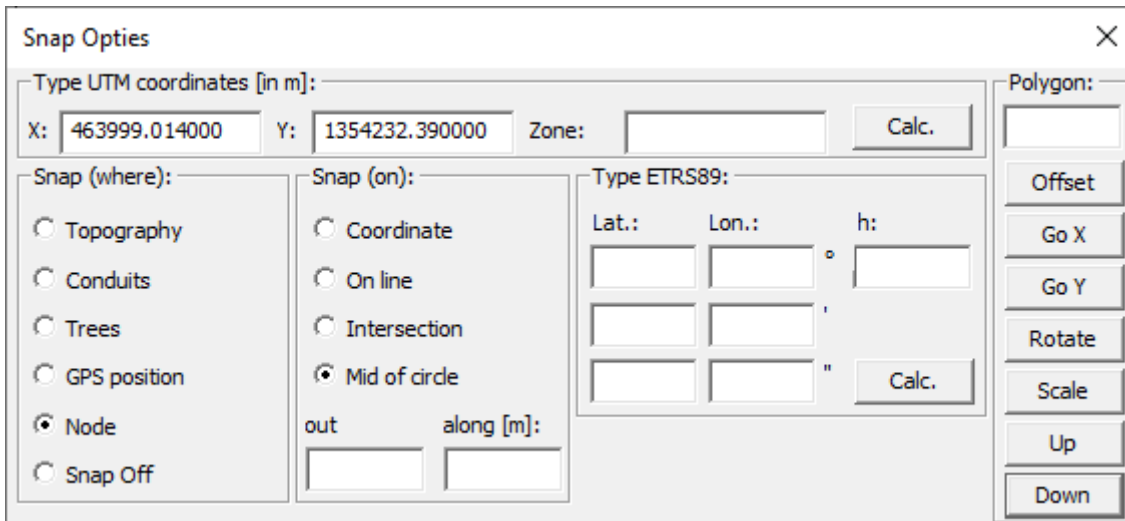 Snap Opties
Type UTM coordinates [in m]:
X: 463999.014000 Y: 1354232.390000 Zone: Calc.
Snap (where):
Topography
Conduits
Trees
GPS position
Node
Snap Off
Snap (on):
Coordinate
On line
Intersection
Mid of circle
out along [m]:
Type ETRS89:
Lat.: Lon.: h:
°
'
"
Calc.
Polygon:
Offset
Go X
Go Y
Rotate
Scale
Up
Down